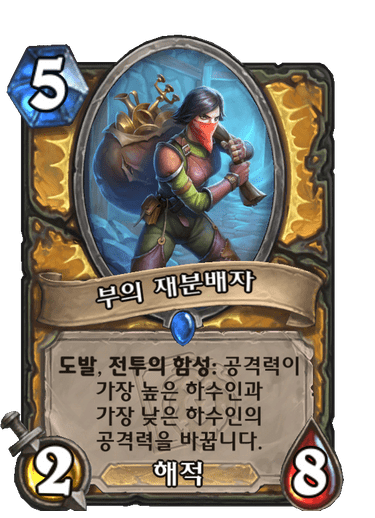 5
부의 재분배자
도발, 전투의 함성: 공격력이
가장 높은 하수인과
가장 낮은 하수인의
공격력을 바꿉니다.
2
해적
8